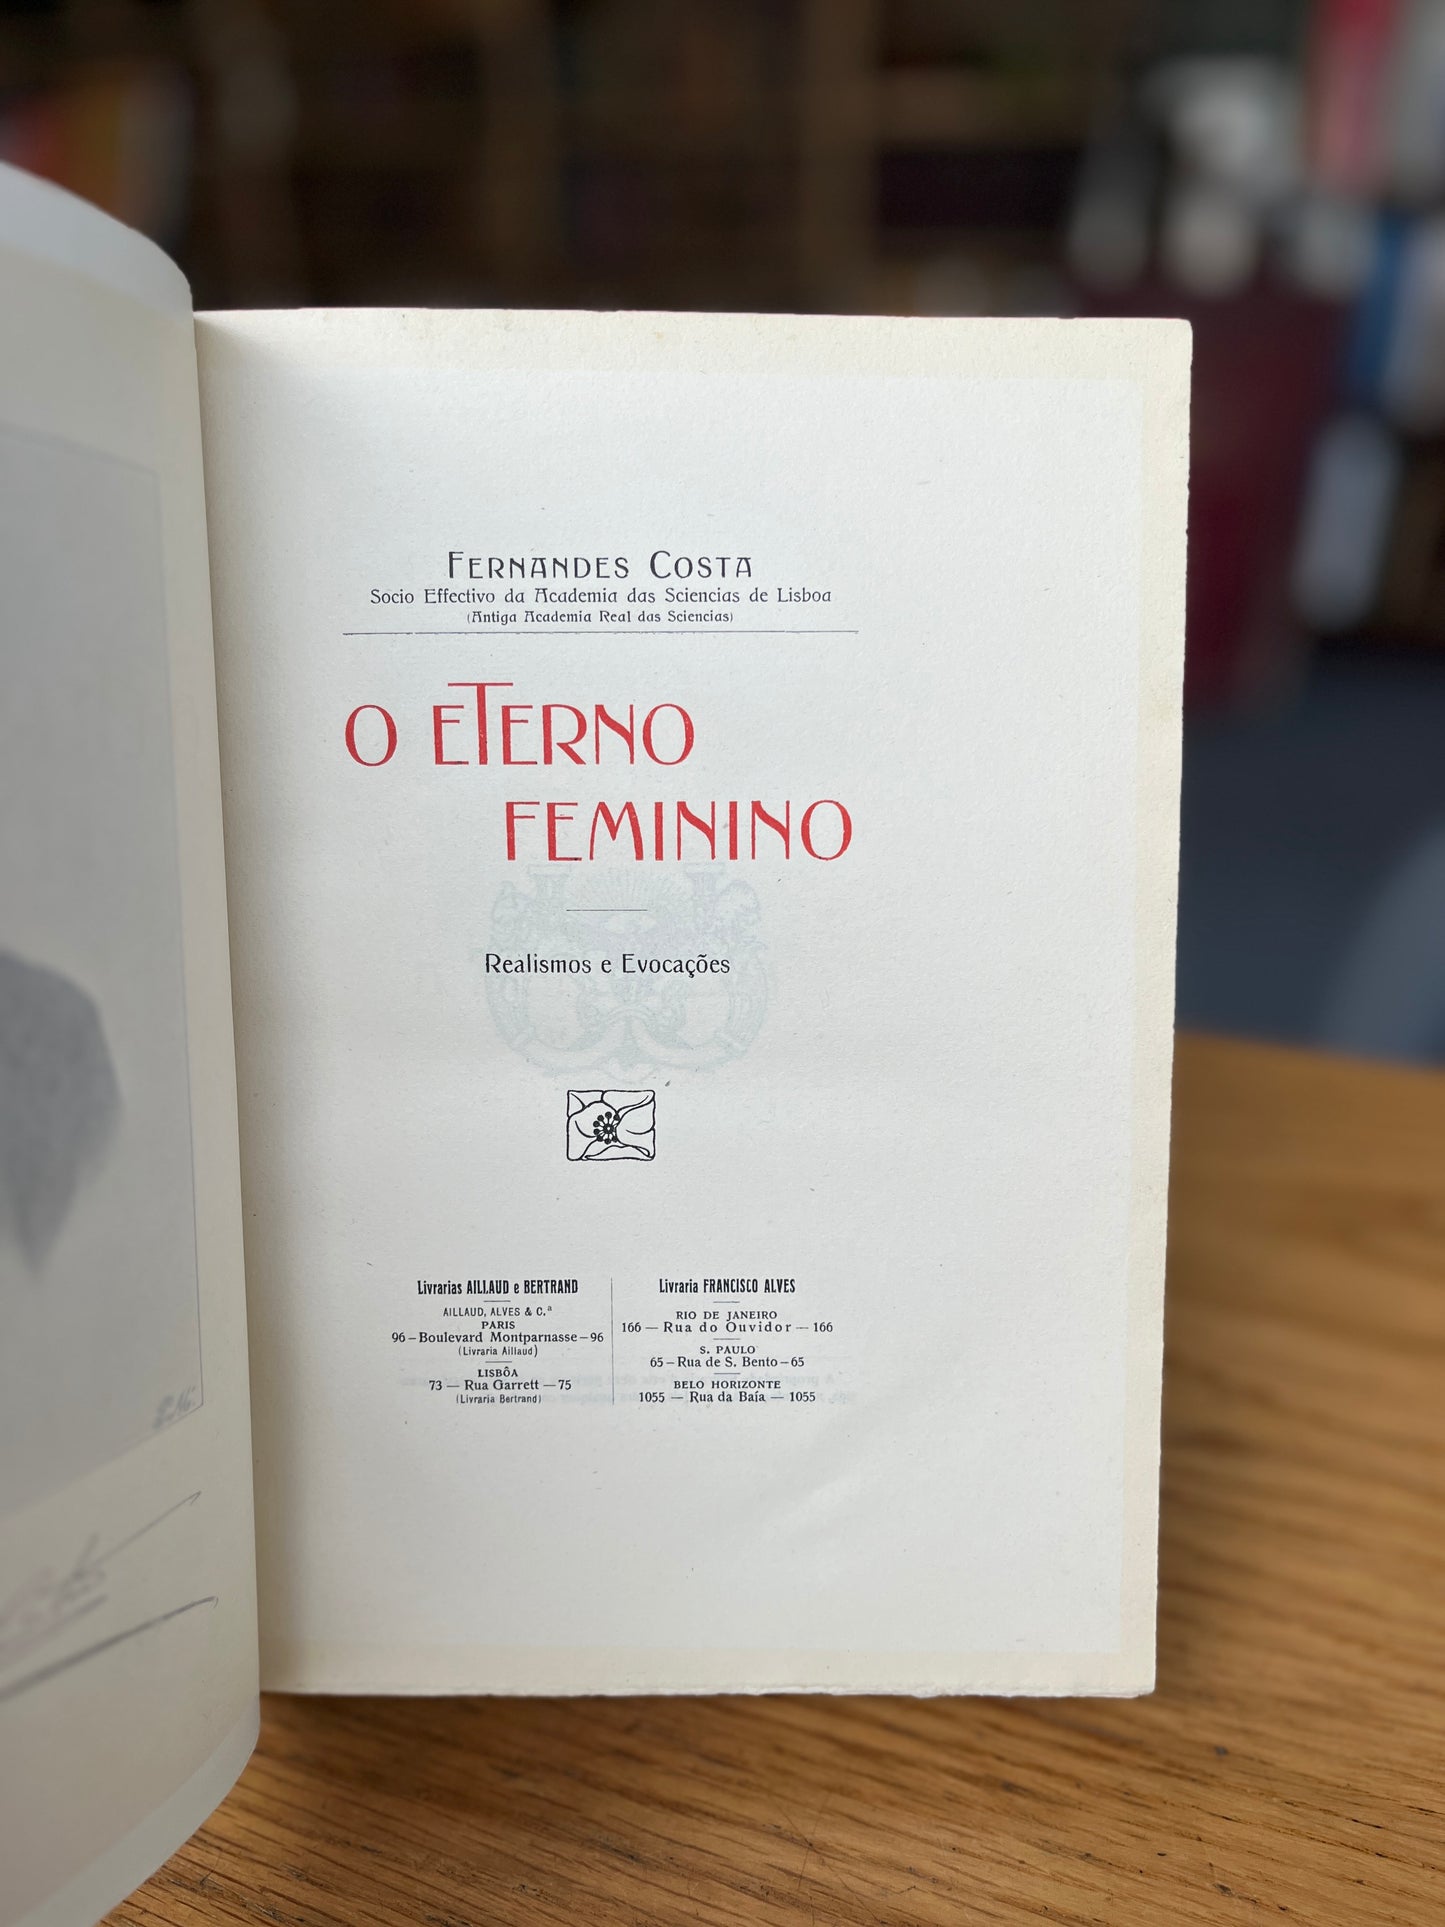 FERNANDES COSTA
Socio Effectivo da Academia das Sciencias de Lisboa
(Antiga Academia Real das Sciencias)
O ETERNO
FEMININO
Realismos e Evocações
Livrarias AILLAUD e BERTRAND
AILLAUD, ALVES & C.ª
PARIS
96 — Boulevard Montparnasse — 96
(Livraria Aillaud)
LISBÔA
73 — Rua Garrett — 75
(Livraria Bertrand)
Livraria FRANCISCO ALVES
RIO DE JANEIRO
166 — Rua do Ouvidor — 166
S. PAULO
65 — Rua de S. Bento — 65
BELO HORIZONTE
1055 — Rua da Baía — 1055